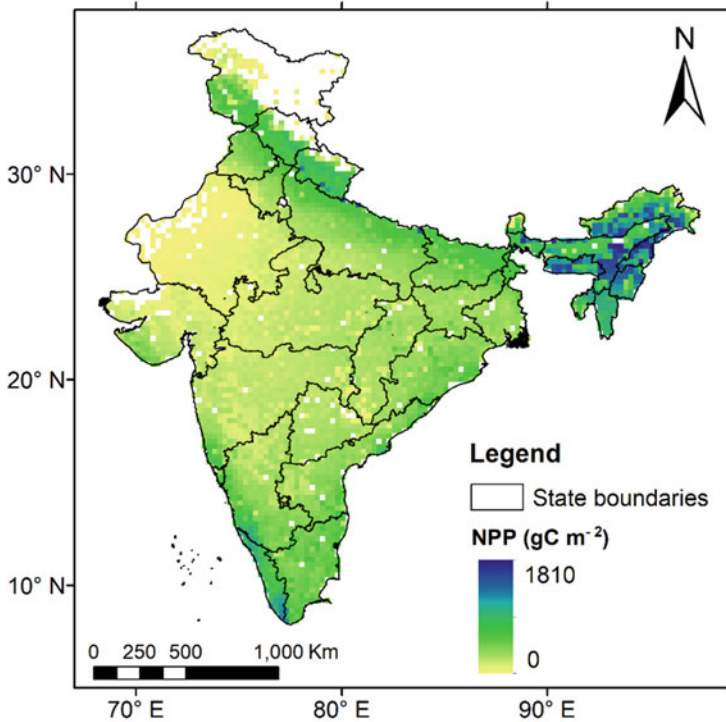 N
30° N
20° N
10° N
Legend
State boundaries
NPP (gC m⁻²)
1810
0
0 250 500 1,000 Km
70° E 80° E 90° E